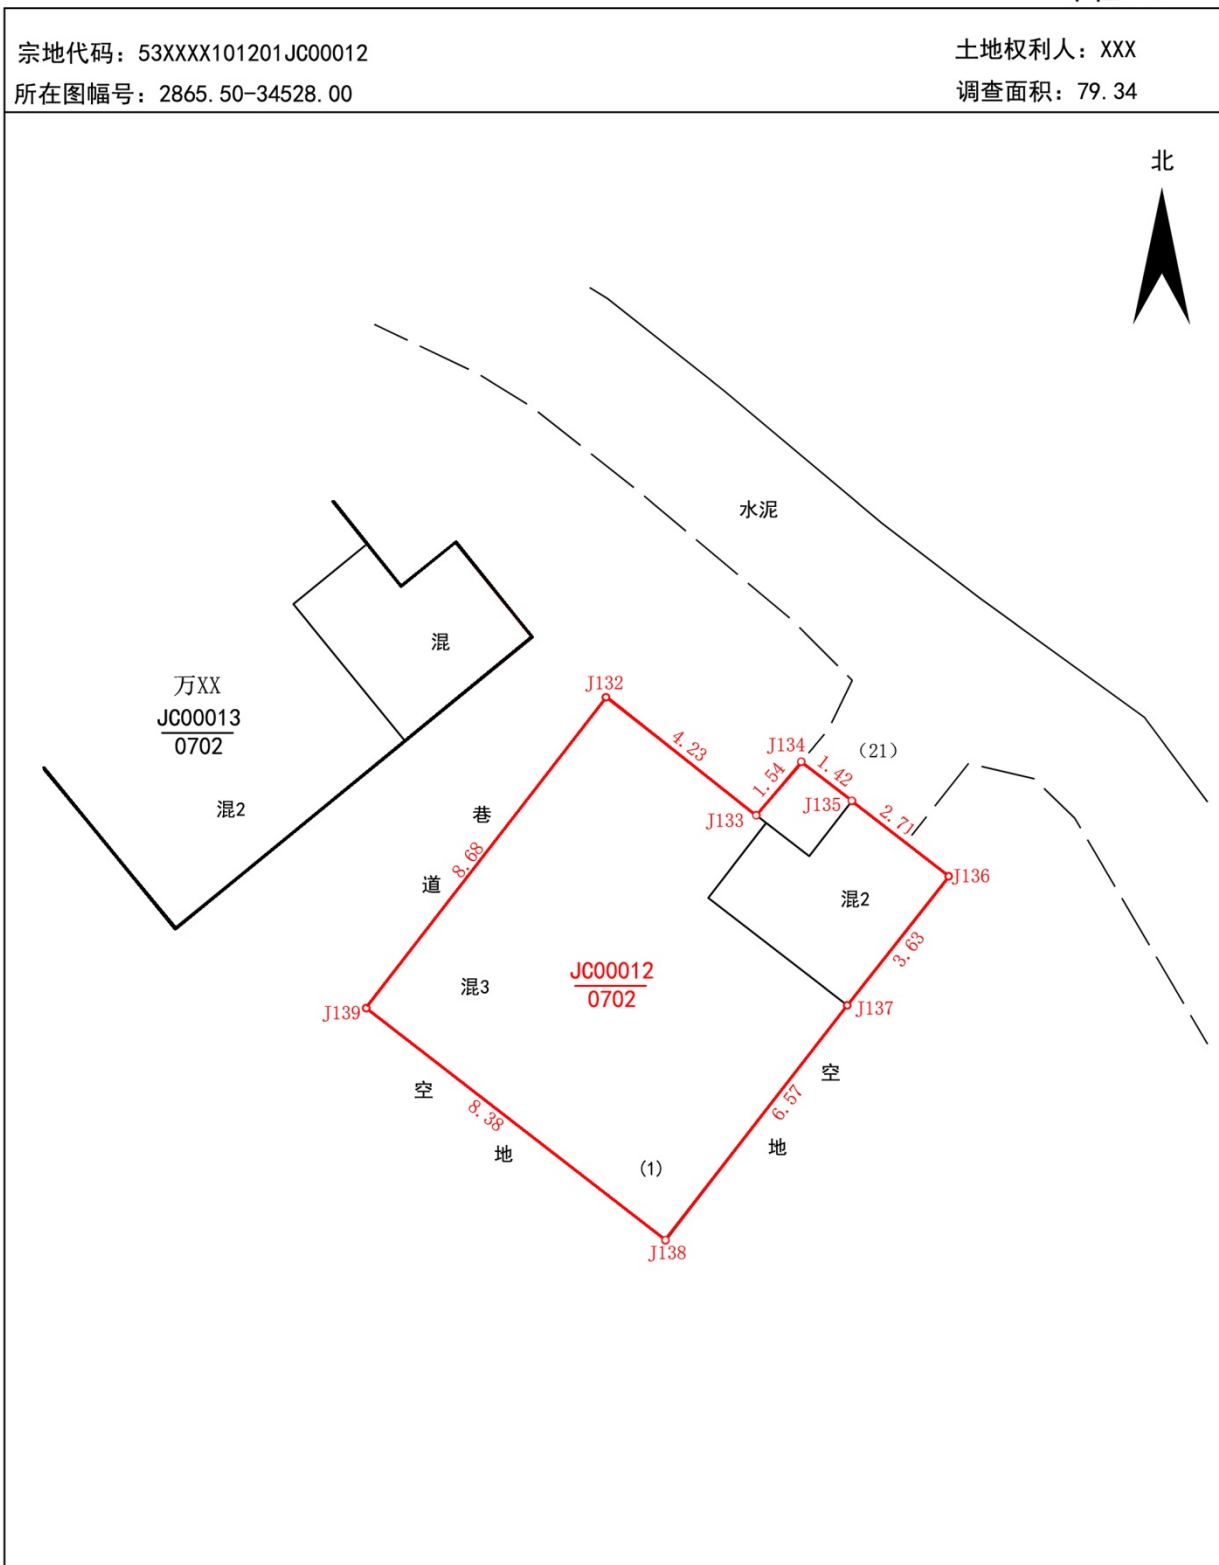 宗地代码：53XXXX101201JC00012
土地权利人：XXX
所在图幅号：2865.50-34528.00
调查面积：79.34
北
水泥
混
万XX
JC00013
0702
混2
J132
4.23
J134
（21）
1.42
1.54
J135
J133
2.71
巷
道
8.68
J136
混2
3.63
JC00012
0702
混3
J139
J137
空
地
6.57
空
地
8.38
(1)
J138